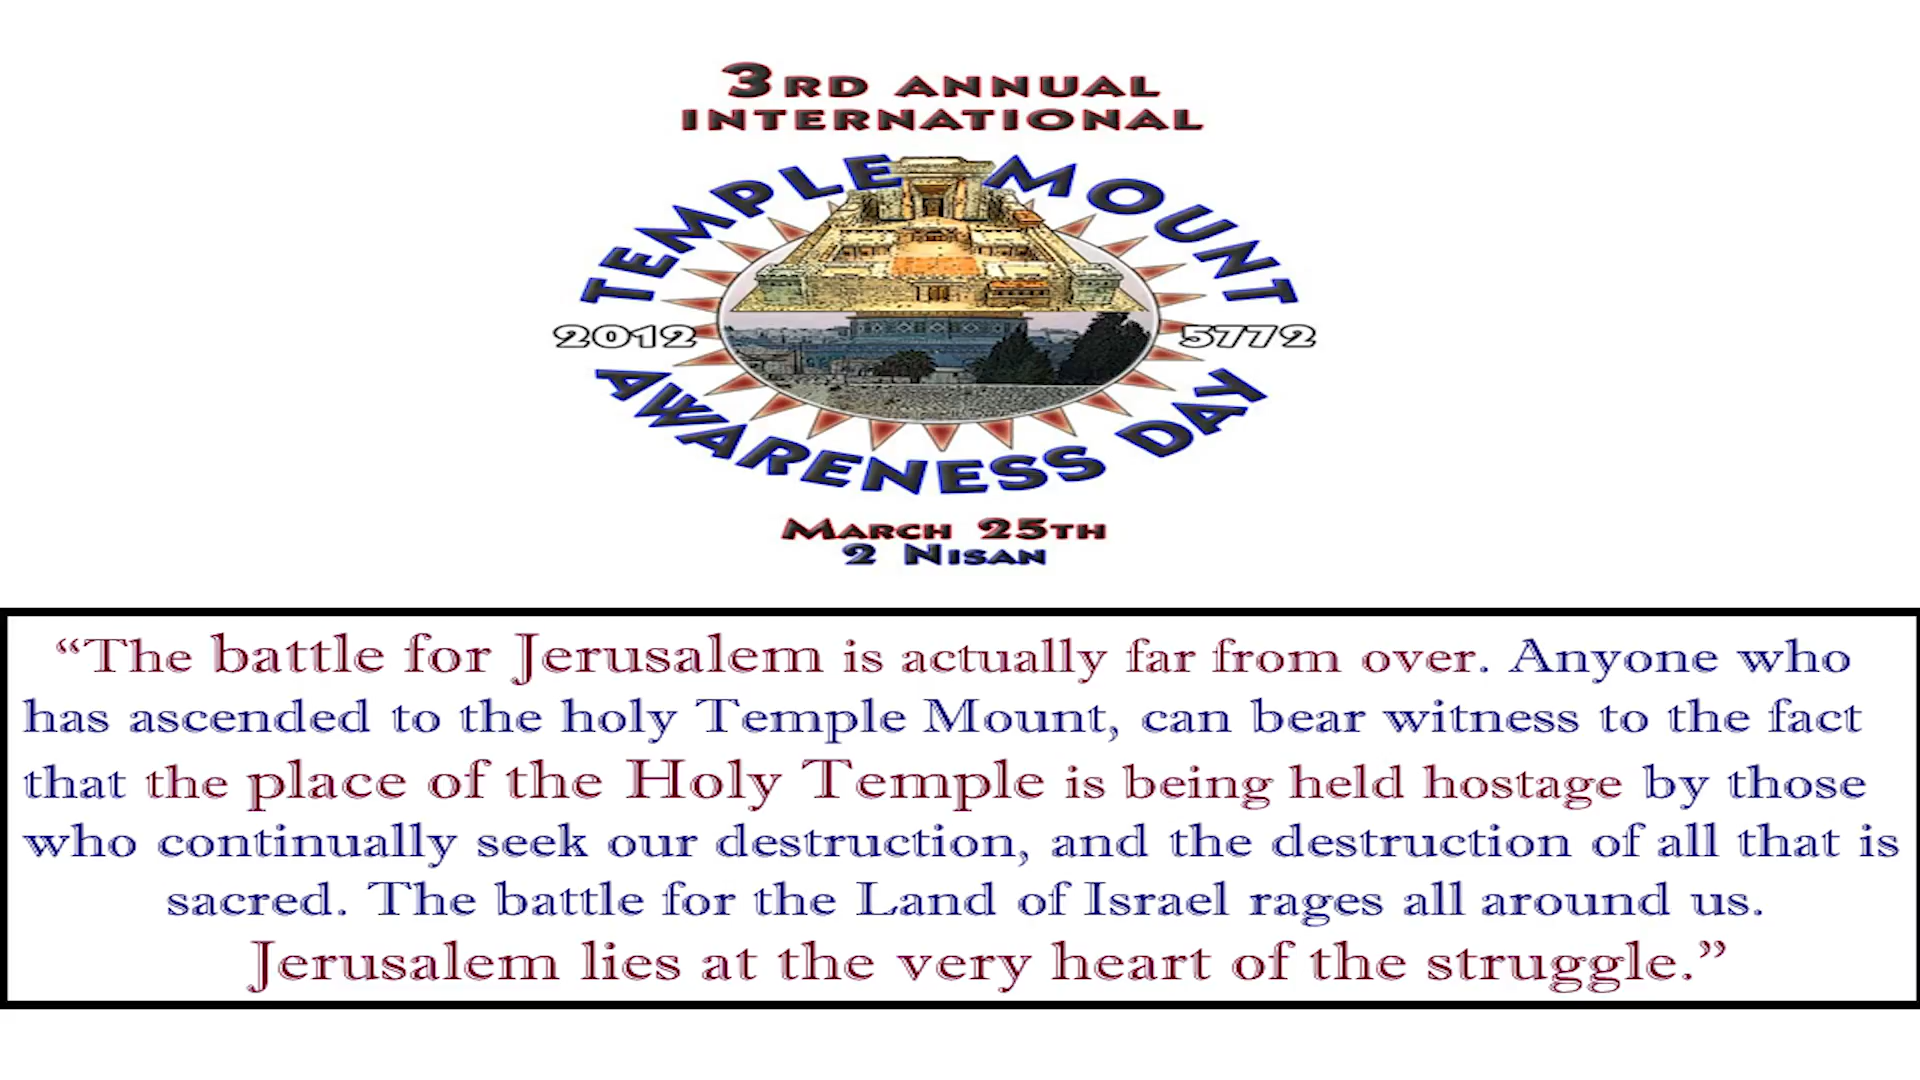 3RD ANNUAL
INTERNATIONAL
TEMPLE MOUNT
2012 5772
AWARENESS DAY
MARCH 25TH
2 NISAN
“The battle for Jerusalem is actually far from over. Anyone who
has ascended to the holy Temple Mount, can bear witness to the fact
that the place of the Holy Temple is being held hostage by those
who continually seek our destruction, and the destruction of all that is
sacred. The battle for the Land of Israel rages all around us.
Jerusalem lies at the very heart of the struggle.”